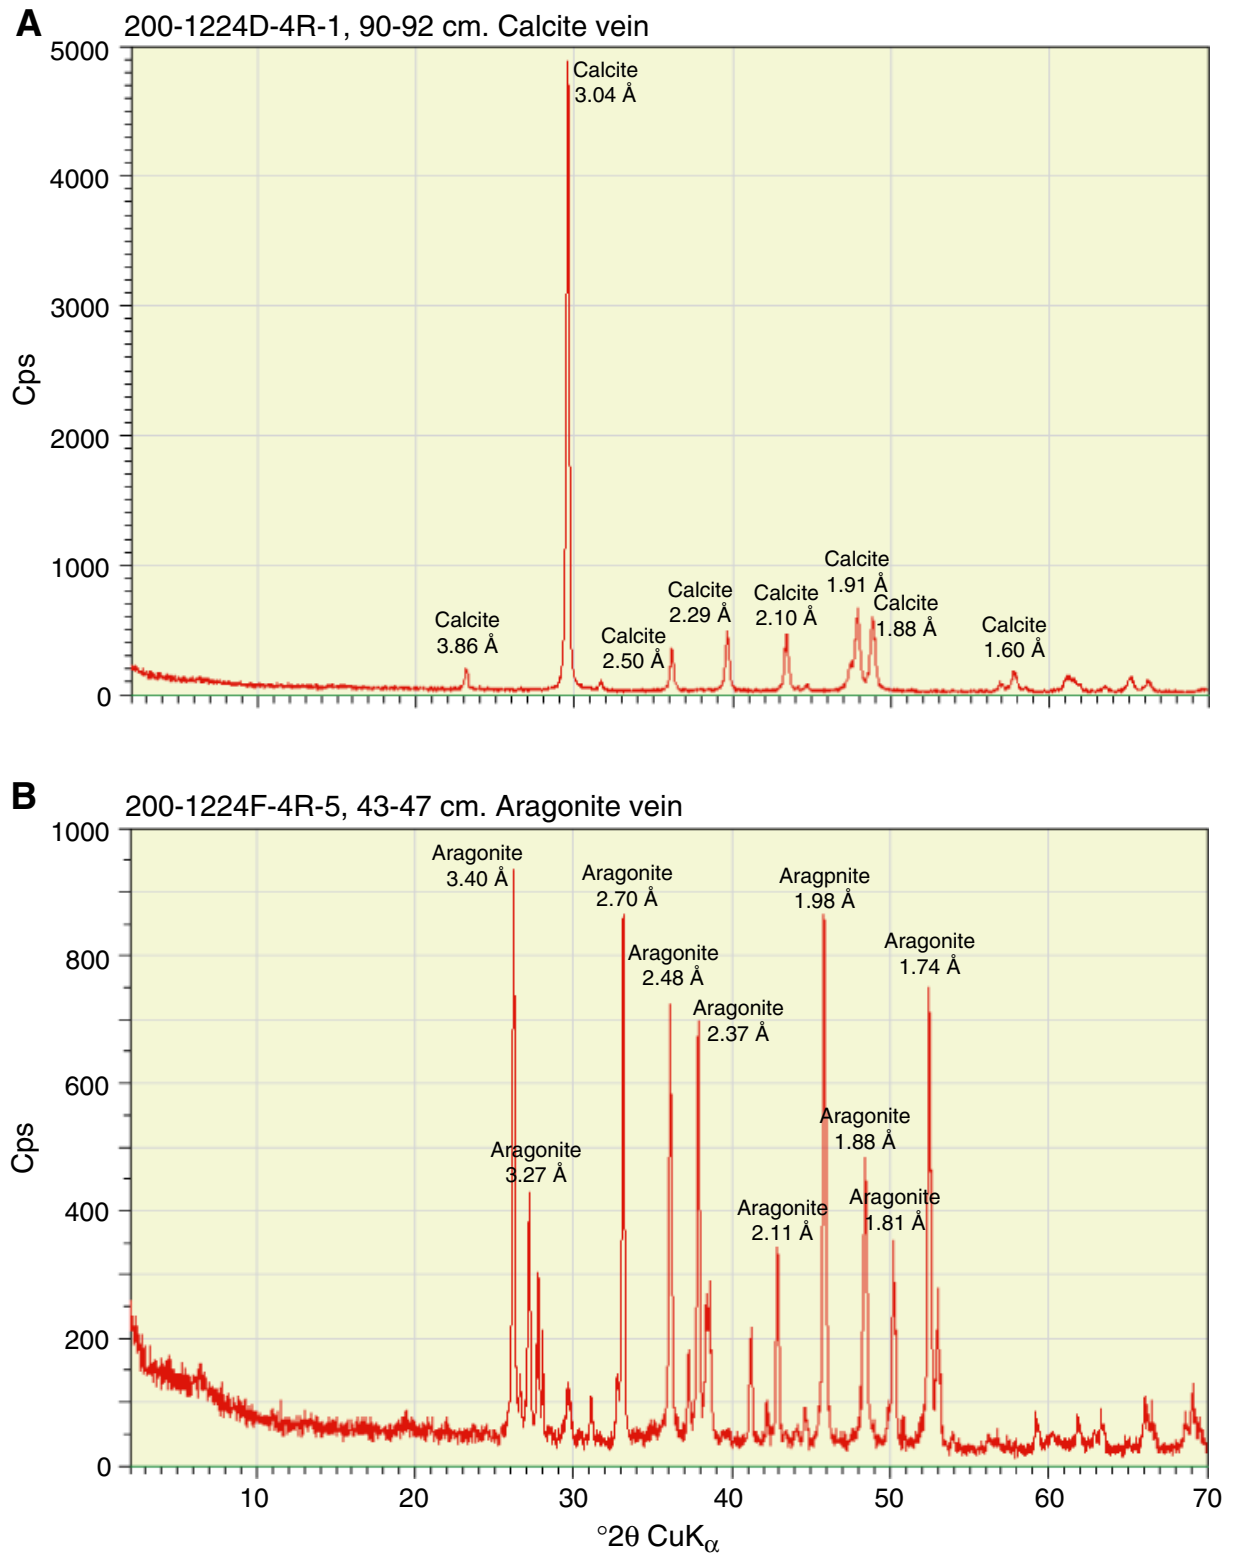 A
200-1224D-4R-1, 90-92 cm. Calcite vein
5000
4000
3000
2000
1000
0
Cps
Calcite
3.04 Å
Calcite
3.86 Å
Calcite
2.50 Å
Calcite
2.29 Å
Calcite
2.10 Å
Calcite
1.91 Å
Calcite
1.88 Å
Calcite
1.60 Å
B
200-1224F-4R-5, 43-47 cm. Aragonite vein
1000
800
600
400
200
0
Cps
Aragonite
3.40 Å
Aragonite
3.27 Å
Aragonite
2.70 Å
Aragonite
2.48 Å
Aragonite
2.37 Å
Aragonite
2.11 Å
Aragpnite
1.98 Å
Aragonite
1.88 Å
Aragonite
1.81 Å
Aragonite
1.74 Å
10 20 30 40 50 60 70
°2θ CuKα